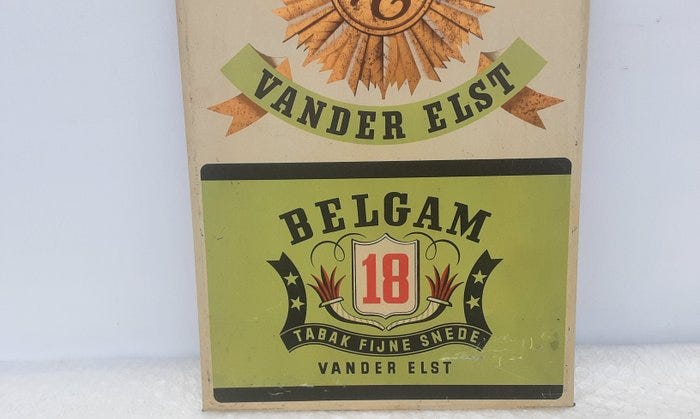 VANDER ELST
BELGAM
18
TABAK FIJNE SNEDE
VANDER ELST